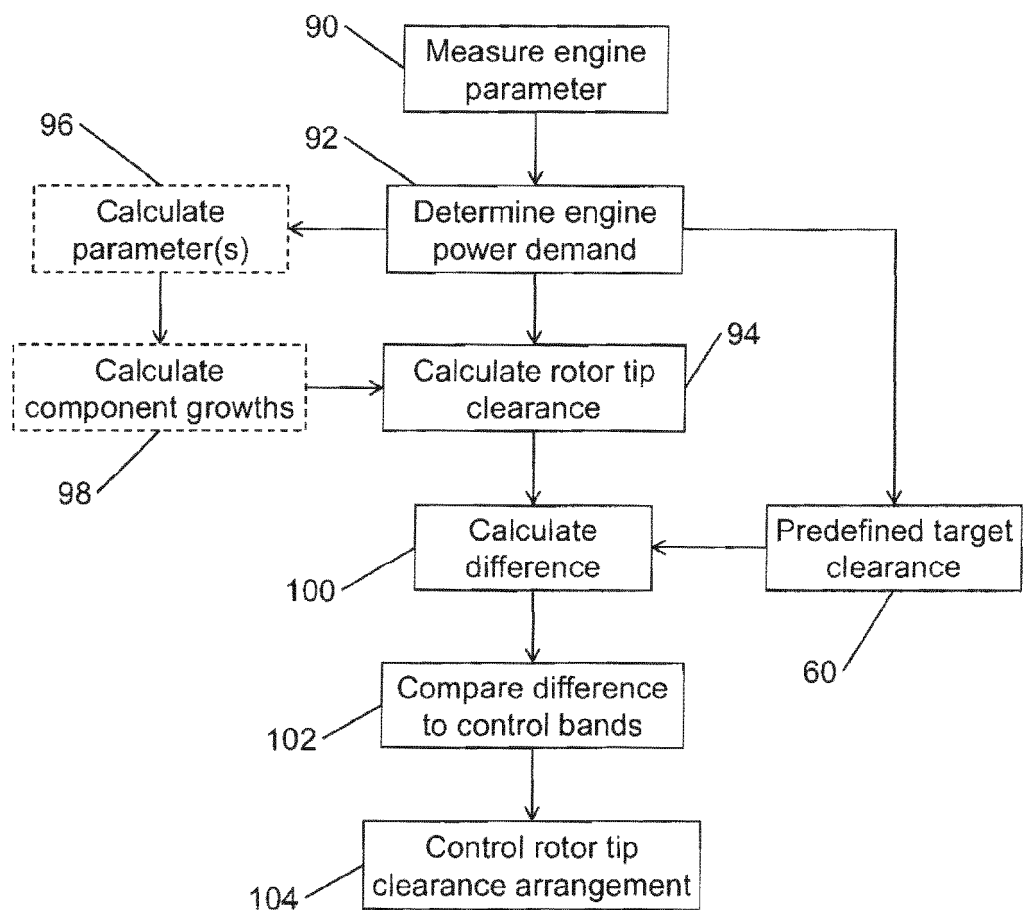 90
Measure engine
parameter
96
92
Calculate
parameter(s)
Determine engine
power demand
94
Calculate
component growths
Calculate rotor tip
clearance
98
Calculate
difference
Predefined target
clearance
100
60
Compare difference
to control bands
102
Control rotor tip
clearance arrangement
104